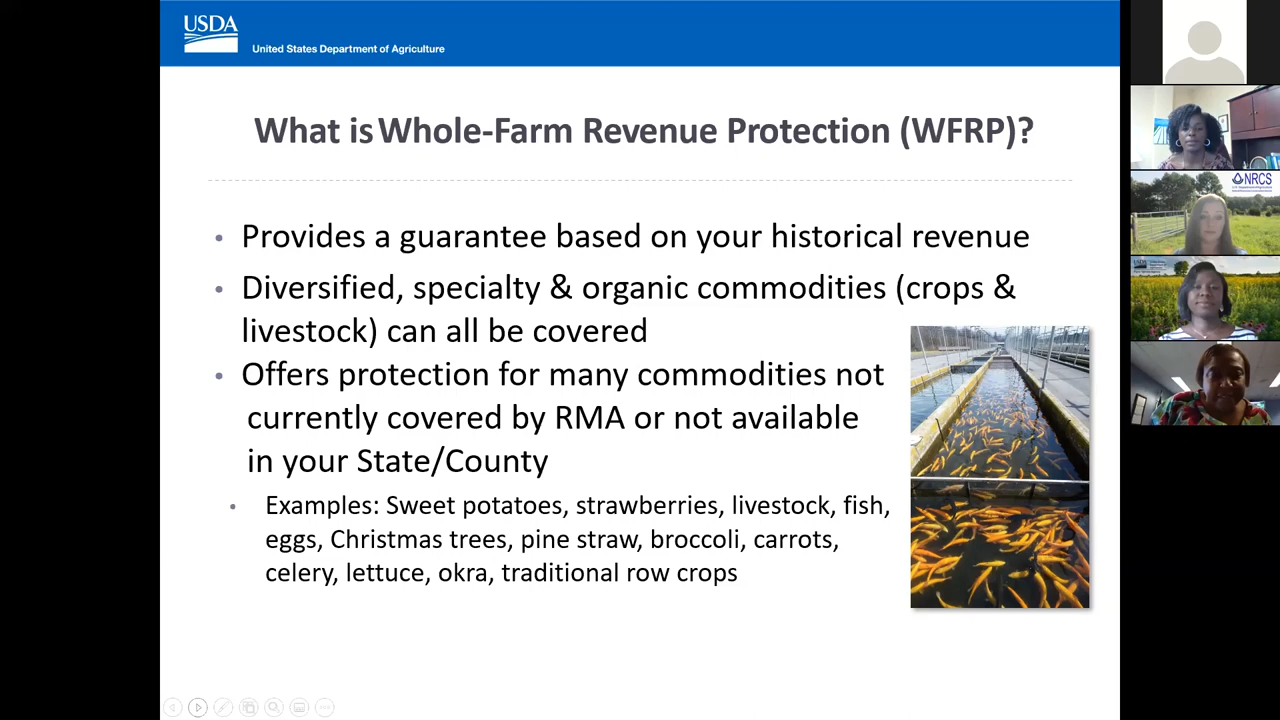 USDA
United States Department of Agriculture
What is Whole-Farm Revenue Protection (WFRP)?
• Provides a guarantee based on your historical revenue
• Diversified, specialty & organic commodities (crops &
livestock) can all be covered
• Offers protection for many commodities not
currently covered by RMA or not available
in your State/County
• Examples: Sweet potatoes, strawberries, livestock, fish,
eggs, Christmas trees, pine straw, broccoli, carrots,
celery, lettuce, okra, traditional row crops
NRCS
USDA